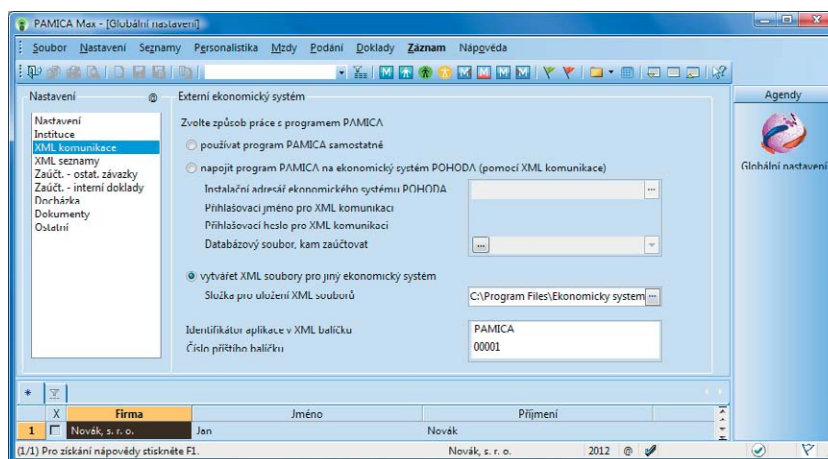 PAMICA Max - [Globální nastavení]
Soubor Nastavení Seznamy Personalistika Mzdy Podání Doklady Záznam Nápověda
Nastavení
Nastavení
Instituce
XML komunikace
XML seznamy
Zaúčt. - ostat. závazky
Zaúčt. - interní doklady
Docházka
Dokumenty
Ostatní
Externí ekonomický systém
Zvolte způsob práce s programem PAMICA
používat program PAMICA samostatně
napojit program PAMICA na ekonomický systém POHODA (pomocí XML komunikace)
Instalační adresář ekonomického systému POHODA
Přihlašovací jméno pro XML komunikaci
Přihlašovací heslo pro XML komunikaci
Databázový soubor, kam zaúčtovat
vytvářet XML soubory pro jiný ekonomický systém
Složka pro uložení XML souborů C:\Program Files\Ekonomicky system
Identifikátor aplikace v XML balíčku PAMICA
Číslo příštího balíčku 00001
Agendy
Globální nastavení
X Firma Jméno Příjmení
1 Novák, s. r. o. Jan Novák
(1/1) Pro získání nápovědy stiskněte F1. Novák, s. r. o. 2012 @